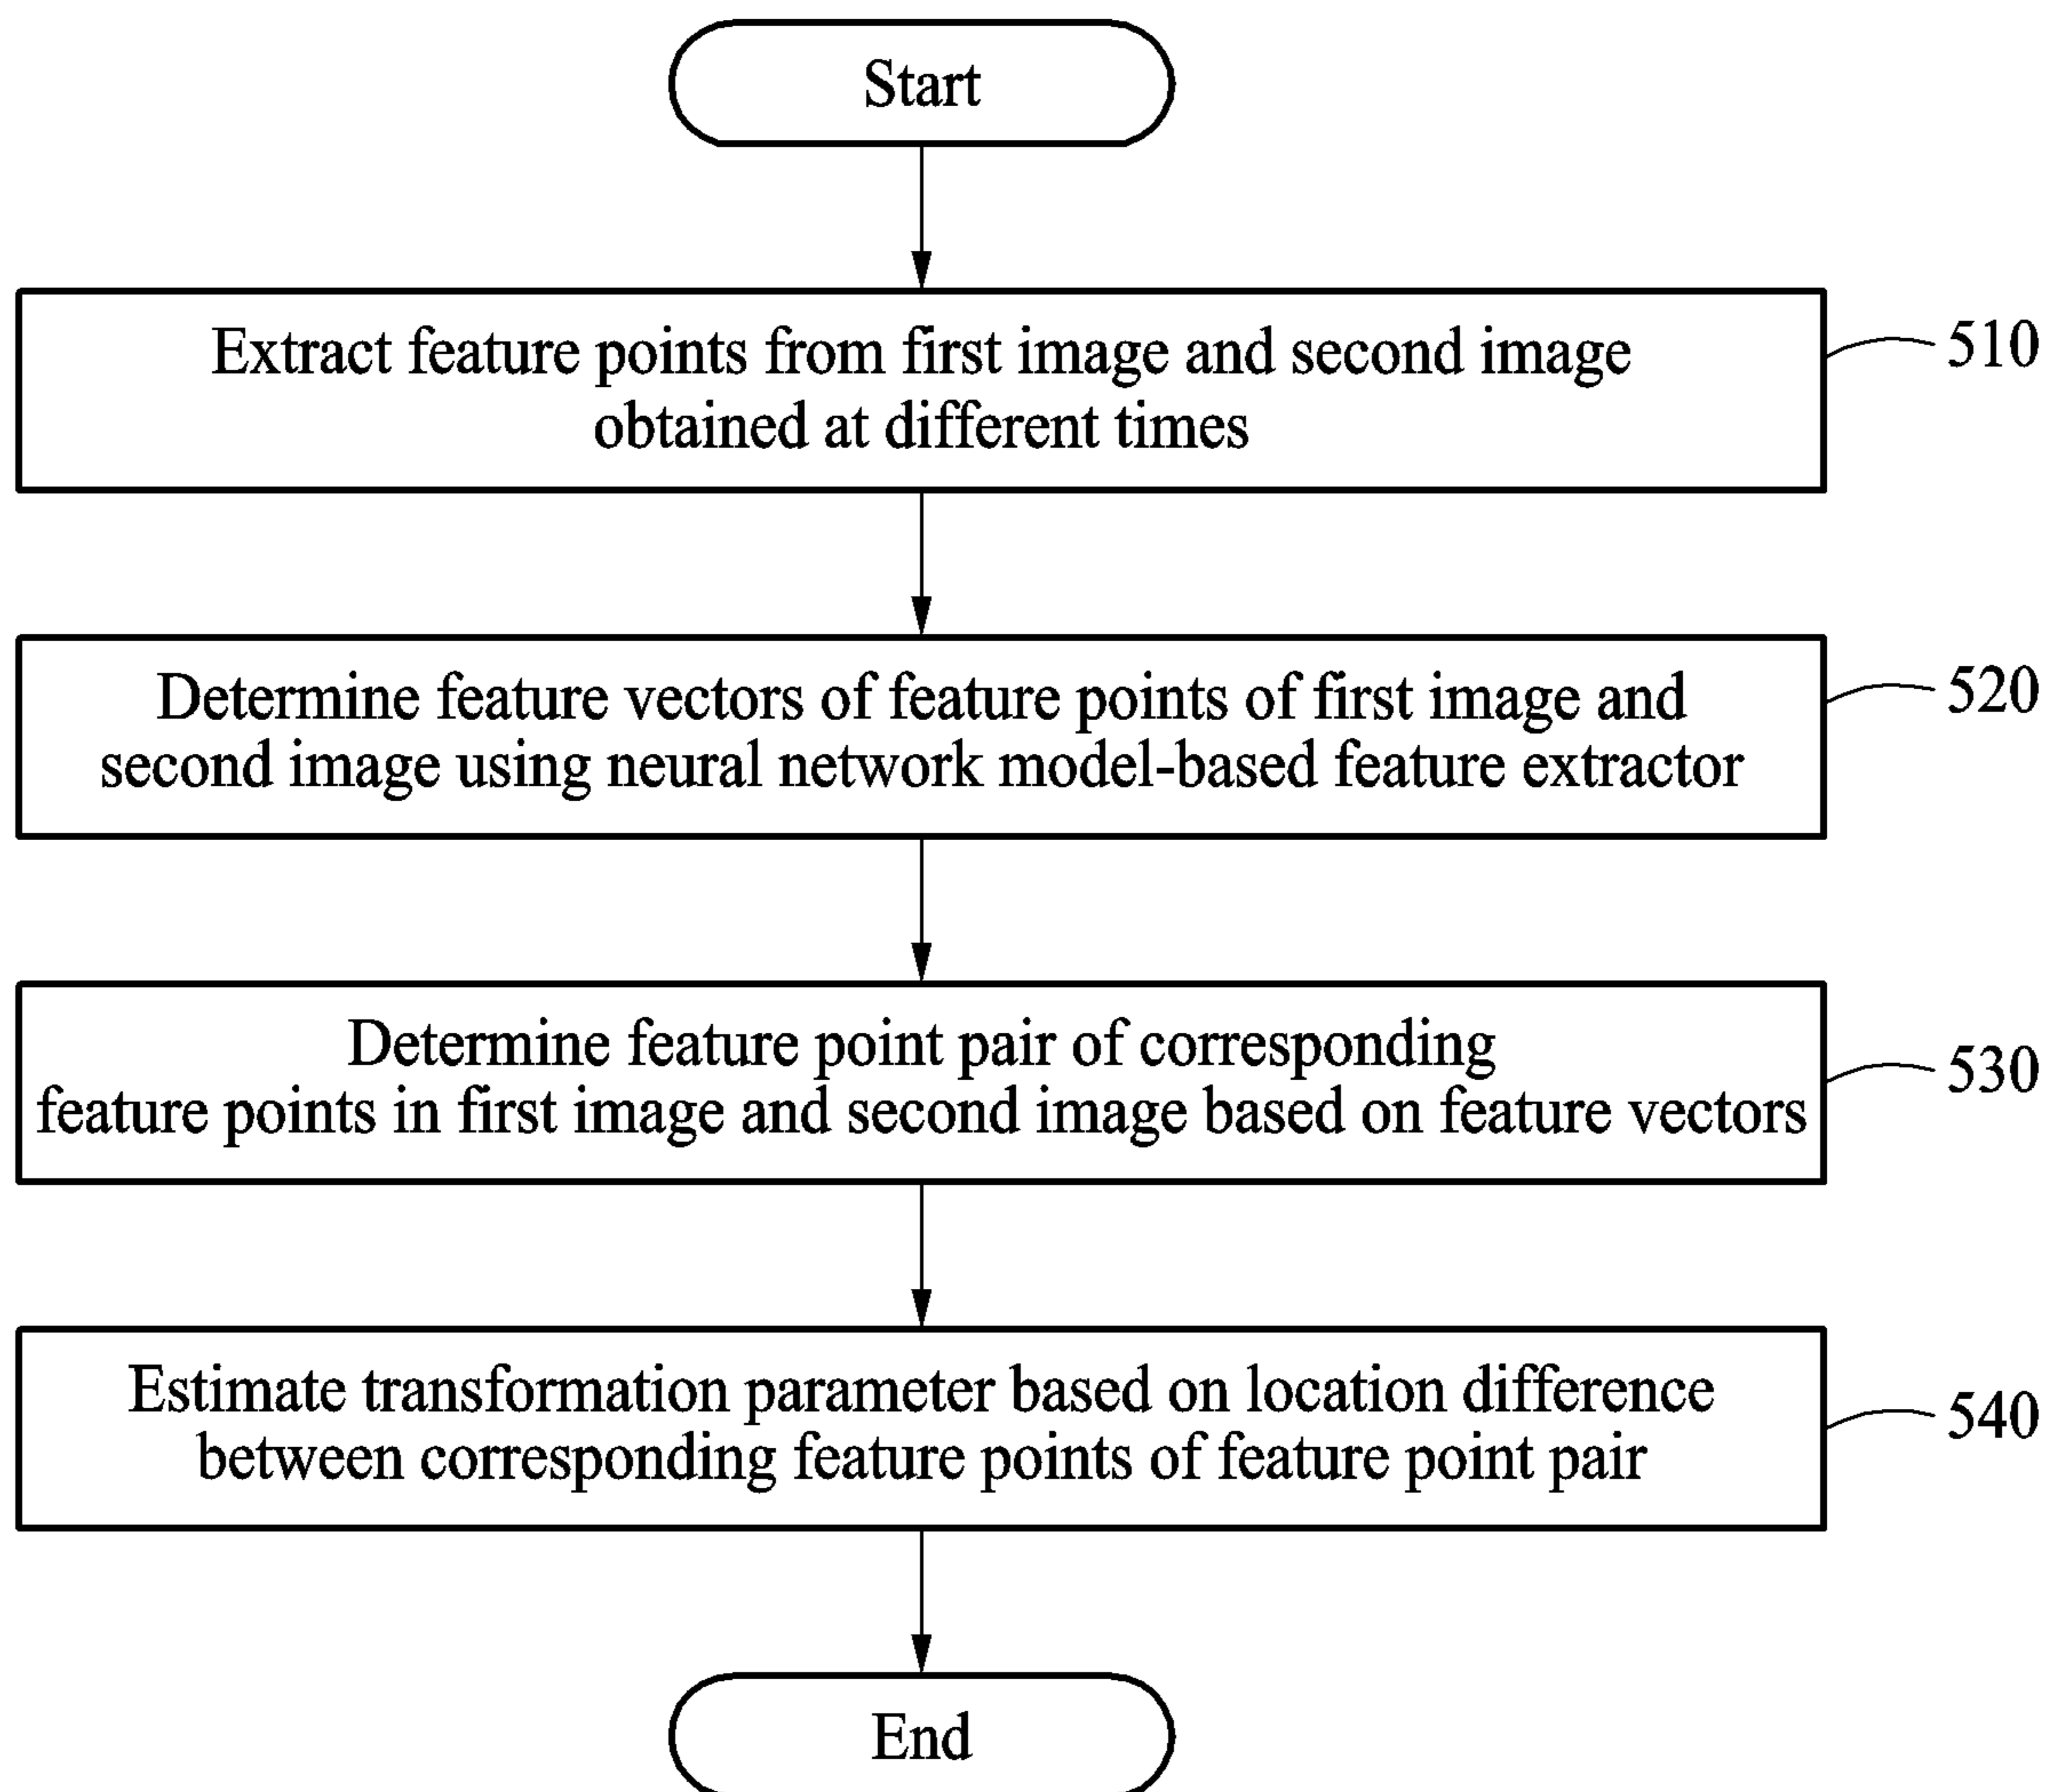 Start
Extract feature points from first image and second image
obtained at different times
510
Determine feature vectors of feature points of first image and
second image using neural network model-based feature extractor
520
Determine feature point pair of corresponding
feature points in first image and second image based on feature vectors
530
Estimate transformation parameter based on location difference
between corresponding feature points of feature point pair
540
End